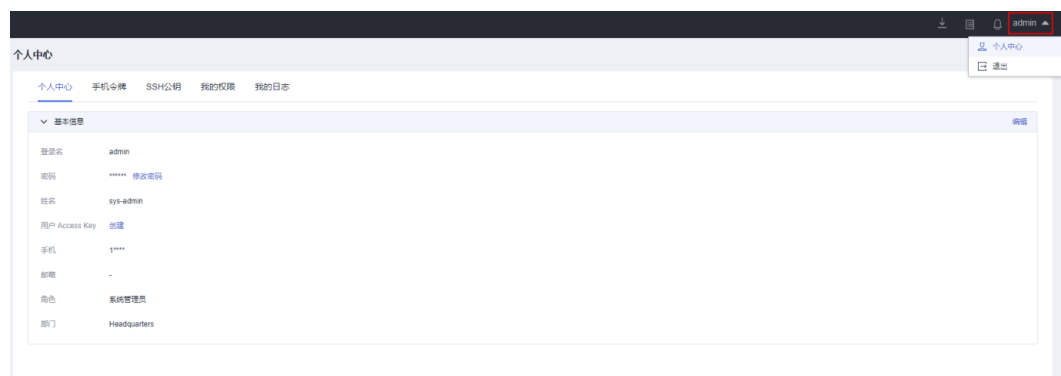 admin
个人中心
个人中心
退出
个人中心 手机令牌 SSH公钥 我的权限 我的日志
基本信息 编辑
登录名 admin
密码 ****** 修改密码
姓名 sys-admin
用户 Access Key 创建
手机 1****
邮箱 -
角色 系统管理员
部门 Headquarters